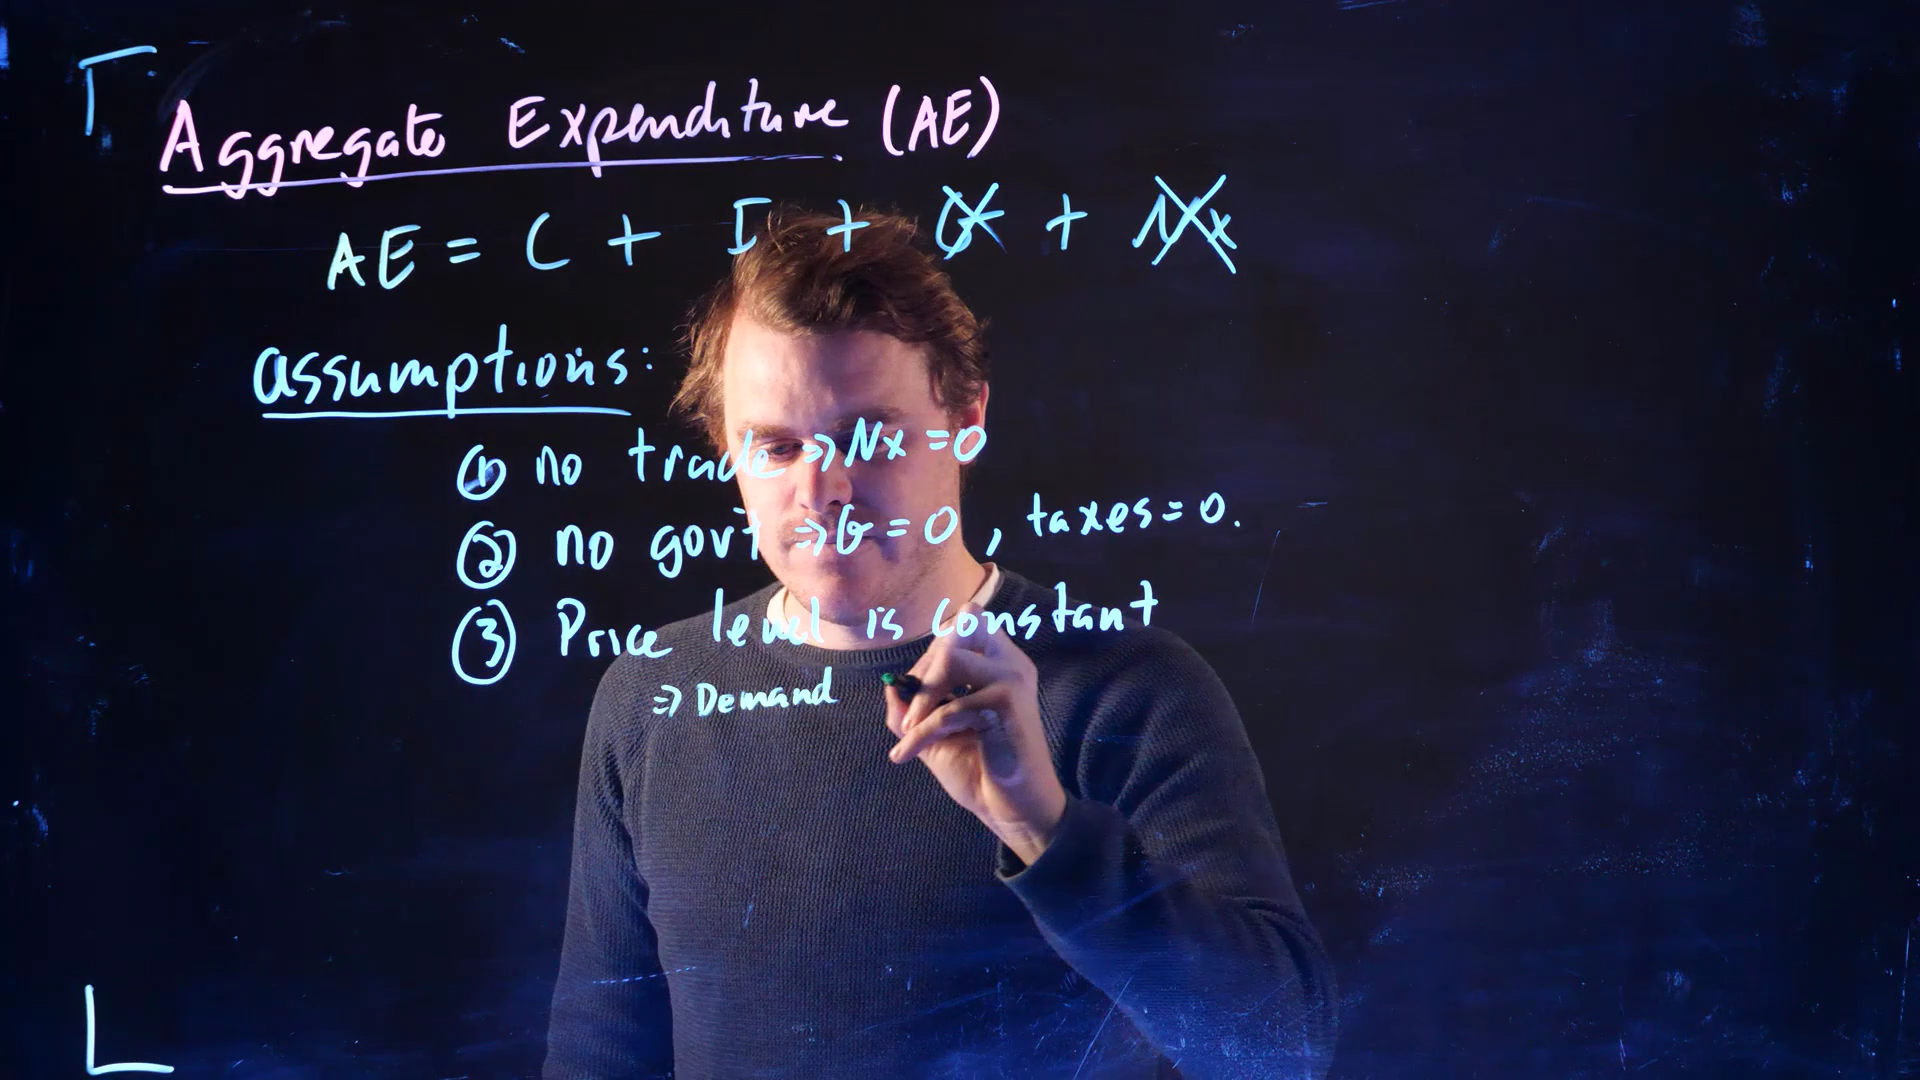 Aggregate Expenditure (AE)
AE = C + I + G + Nx
assumptions:
① no trade => Nx = 0
② no gov't => G = 0, taxes = 0.
③ Price level is constant
=> Demand